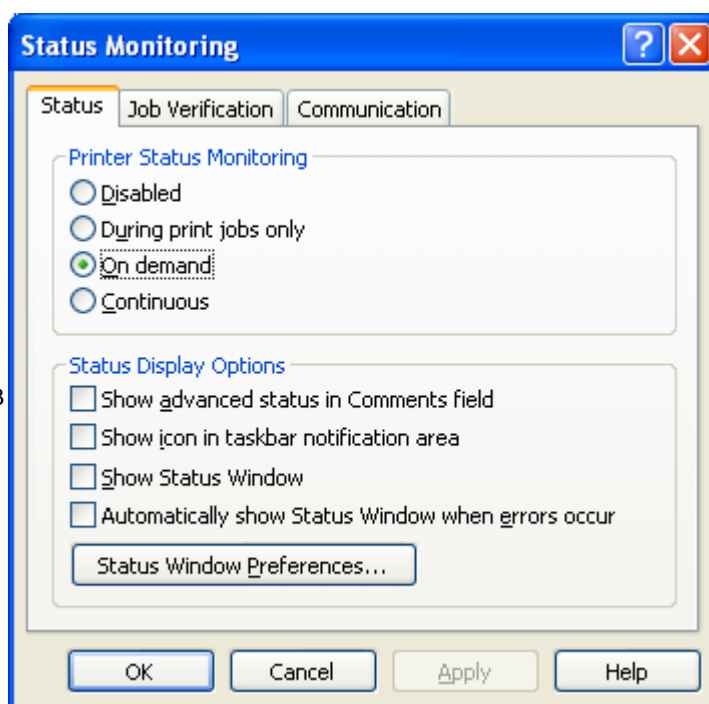 Status Monitoring
Status Job Verification Communication
Printer Status Monitoring
Disabled
During print jobs only
On demand
Continuous
Status Display Options
Show advanced status in Comments field
Show icon in taskbar notification area
Show Status Window
Automatically show Status Window when errors occur
Status Window Preferences...
OK Cancel Apply Help